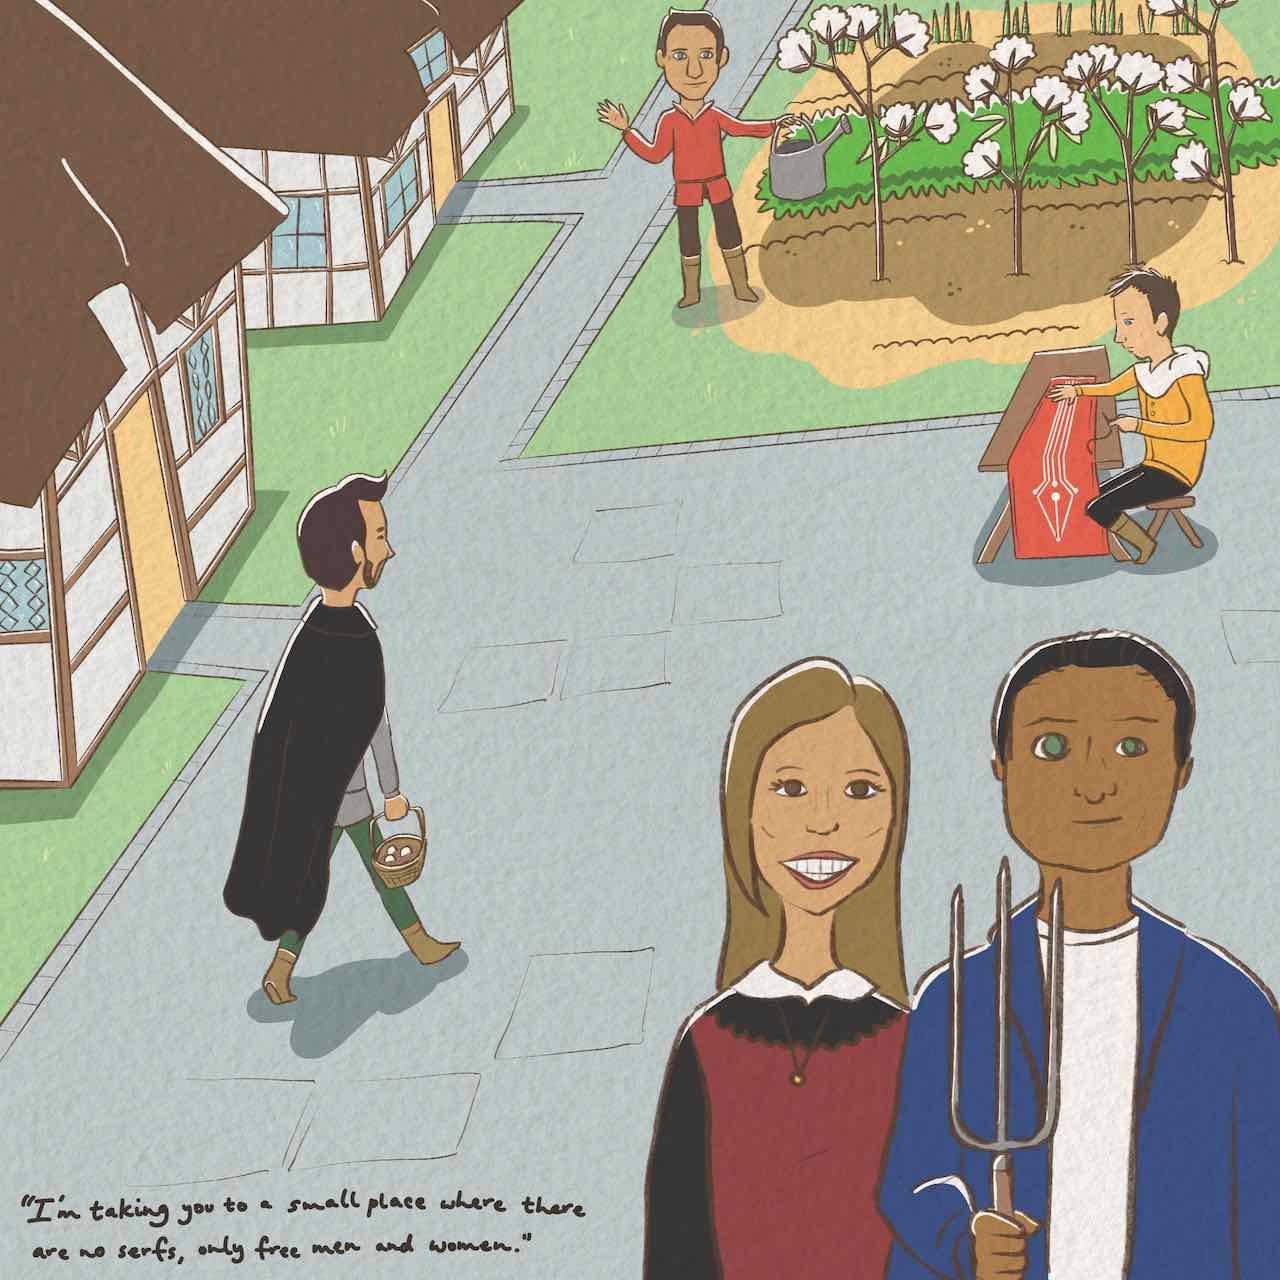 "I'm taking you to a small place where there
are no serfs, only free men and women."